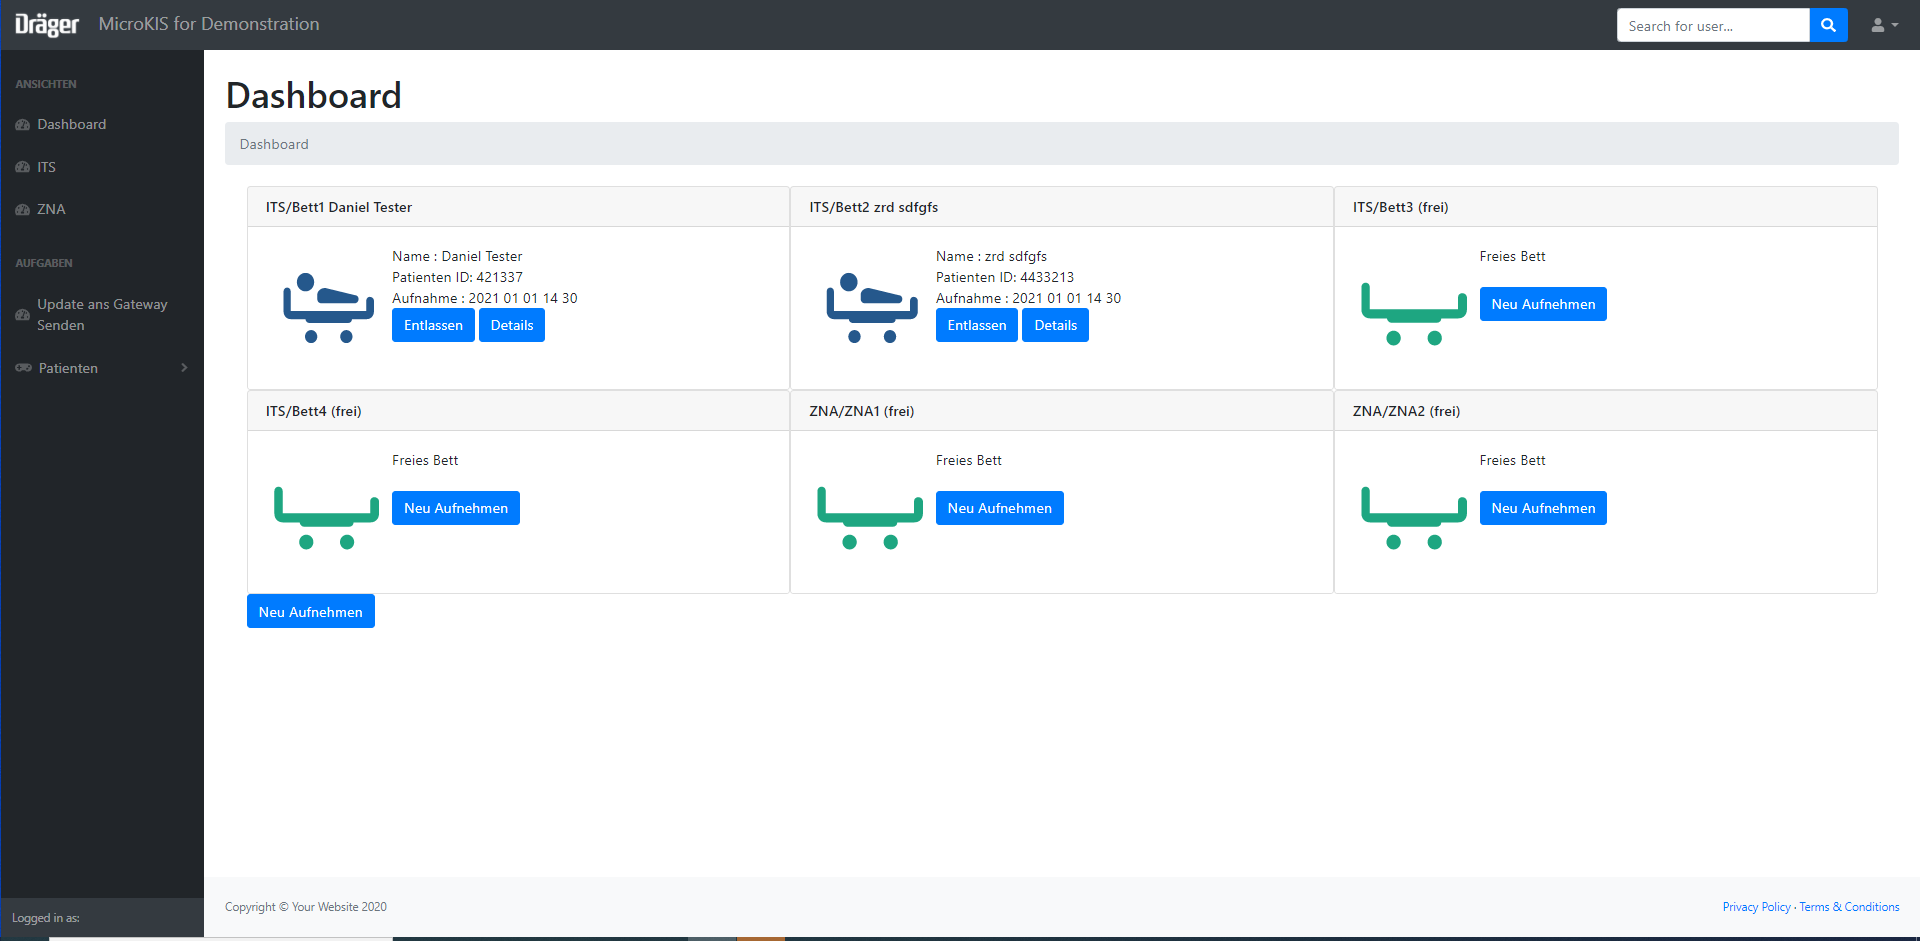 Dräger MicroKIS for Demonstration
Search for user...
ANSICHTEN
Dashboard
ITS
ZNA
AUFGABEN
Update ans Gateway
Senden
Patienten
Logged in as:
Dashboard
Dashboard
ITS/Bett1 Daniel Tester
Name : Daniel Tester
Patienten ID: 421337
Aufnahme : 2021 01 01 14 30
Entlassen Details
ITS/Bett2 zrd sdfgfs
Name : zrd sdfgfs
Patienten ID: 4433213
Aufnahme : 2021 01 01 14 30
Entlassen Details
ITS/Bett3 (frei)
Freies Bett
Neu Aufnehmen
ITS/Bett4 (frei)
Freies Bett
Neu Aufnehmen
ZNA/ZNA1 (frei)
Freies Bett
Neu Aufnehmen
ZNA/ZNA2 (frei)
Freies Bett
Neu Aufnehmen
Neu Aufnehmen
Copyright © Your Website 2020
Privacy Policy · Terms & Conditions